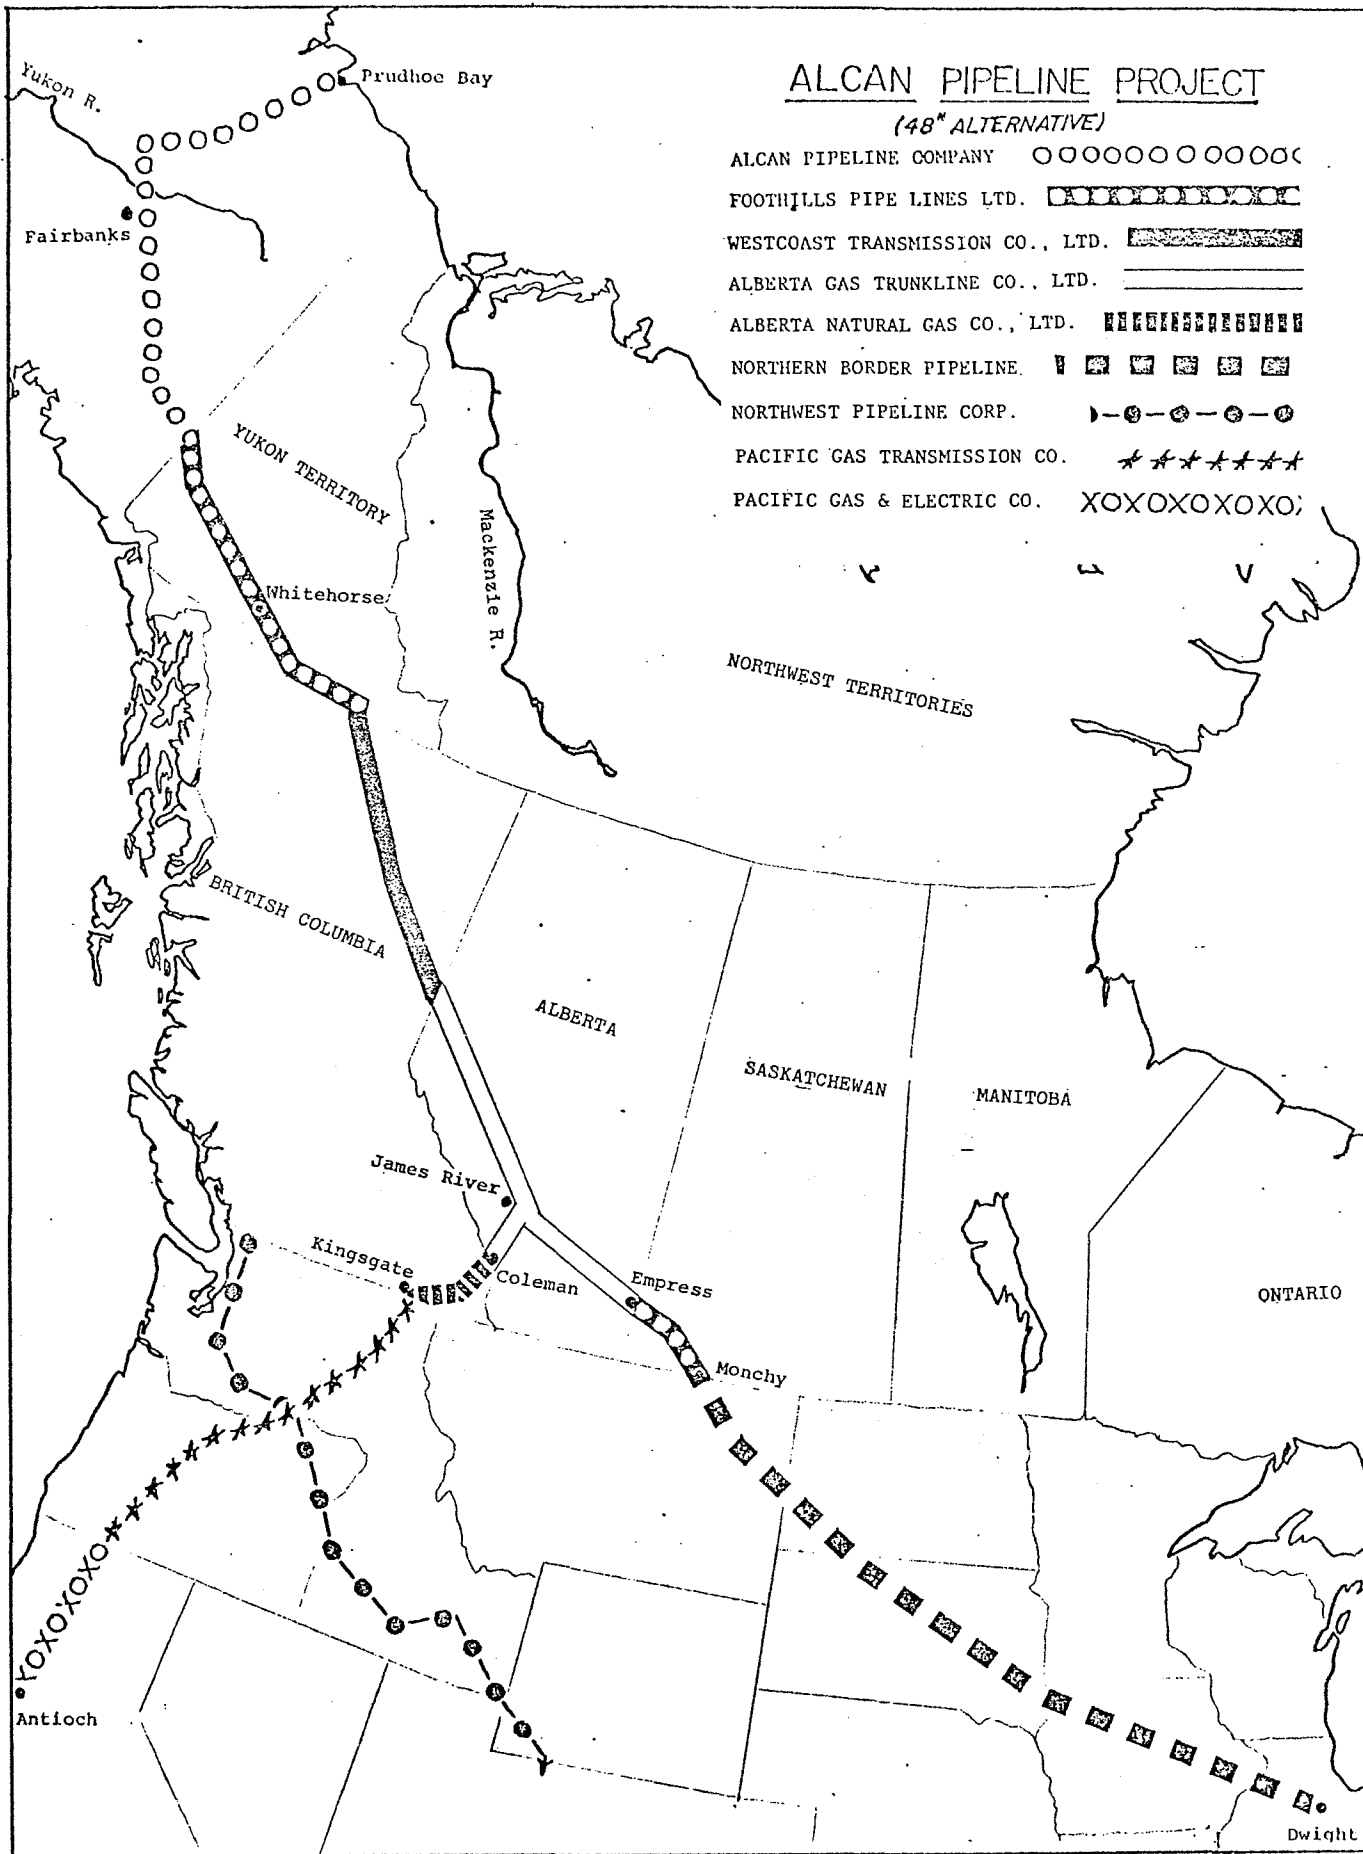 ALCAN PIPELINE PROJECT
(48" ALTERNATIVE)
ALCAN PIPELINE COMPANY
FOOTHILLS PIPE LINES LTD.
WESTCOAST TRANSMISSION CO., LTD.
ALBERTA GAS TRUNKLINE CO., LTD.
ALBERTA NATURAL GAS CO., LTD.
NORTHERN BORDER PIPELINE
NORTHWEST PIPELINE CORP.
PACIFIC GAS TRANSMISSION CO.
PACIFIC GAS & ELECTRIC CO.
Yukon R.
Prudhoe Bay
Fairbanks
YUKON TERRITORY
Mackenzie R.
Whitehorse
NORTHWEST TERRITORIES
BRITISH COLUMBIA
ALBERTA
SASKATCHEWAN
MANITOBA
James River
Kingsgate
Coleman
Empress
ONTARIO
Monchy
Antioch
Dwight